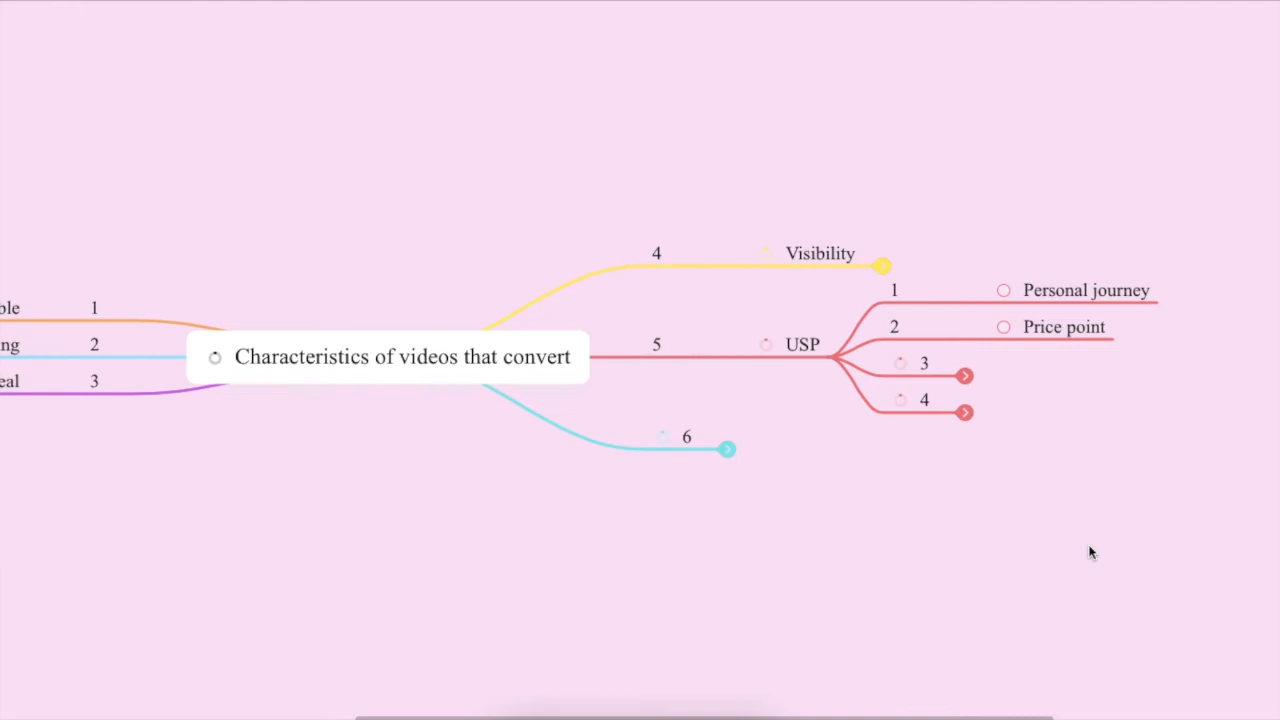 4 Visibility
1 Personal journey
1
2 Price point
2
5 USP
Characteristics of videos that convert
3
3
4
6